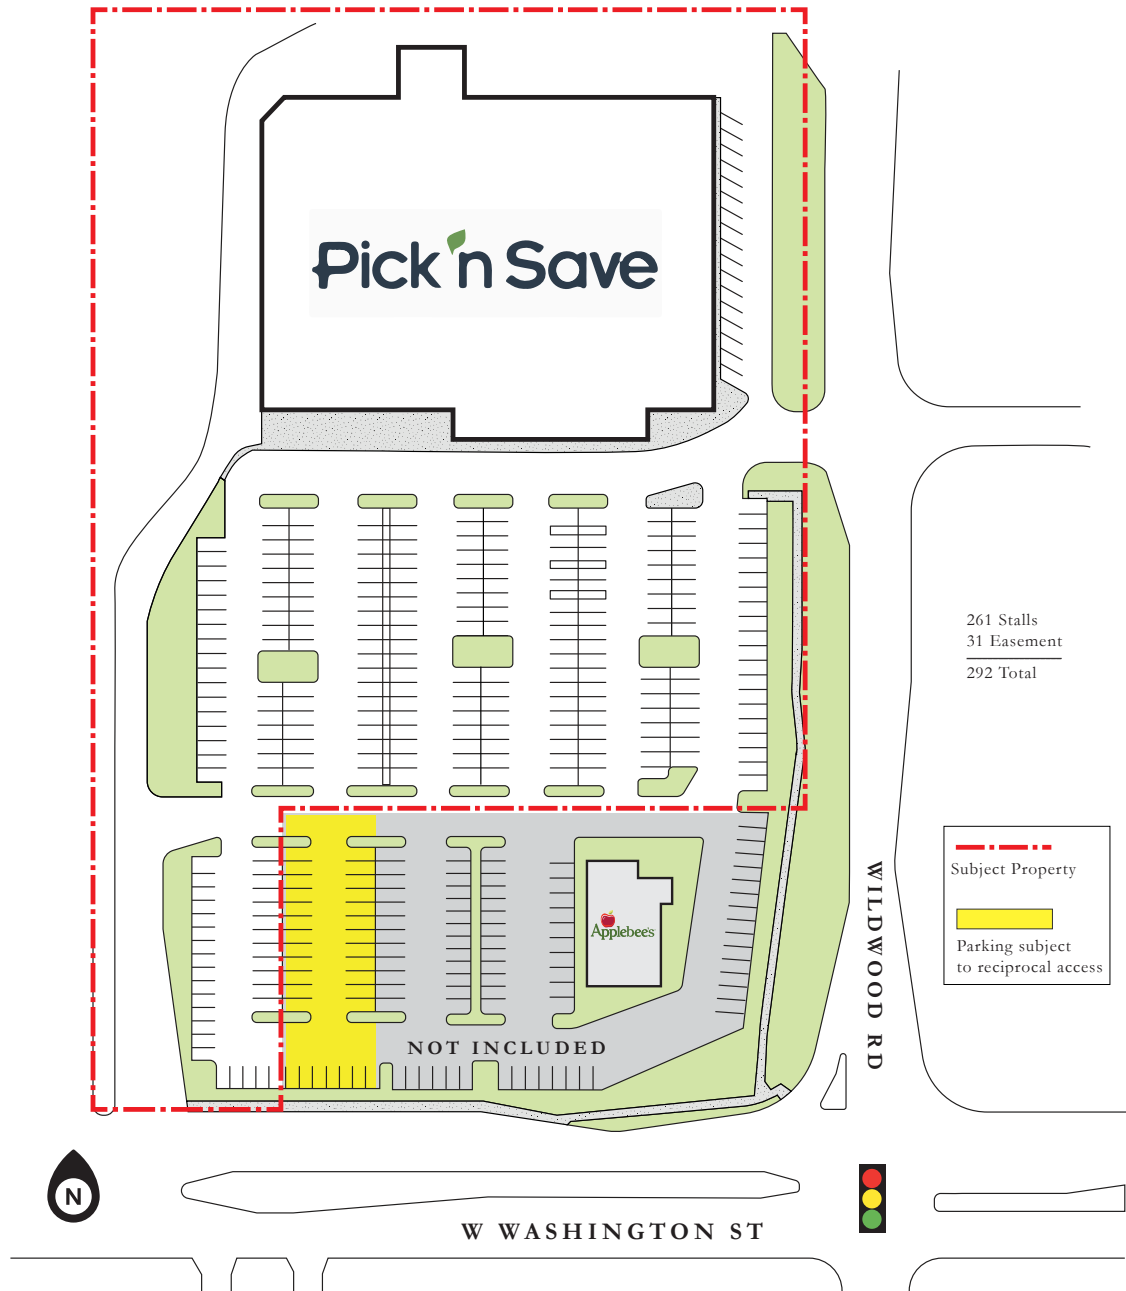 Pick 'n Save
261 Stalls
31 Easement
292 Total
Subject Property
Parking subject
to reciprocal access
WILDWOOD RD
Applebee's
NOT INCLUDED
N
W WASHINGTON ST